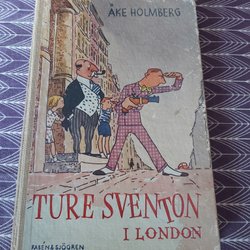 ÅKE HOLMBERG
TURE SVENTON
I LONDON
RABÉN & SJÖGREN